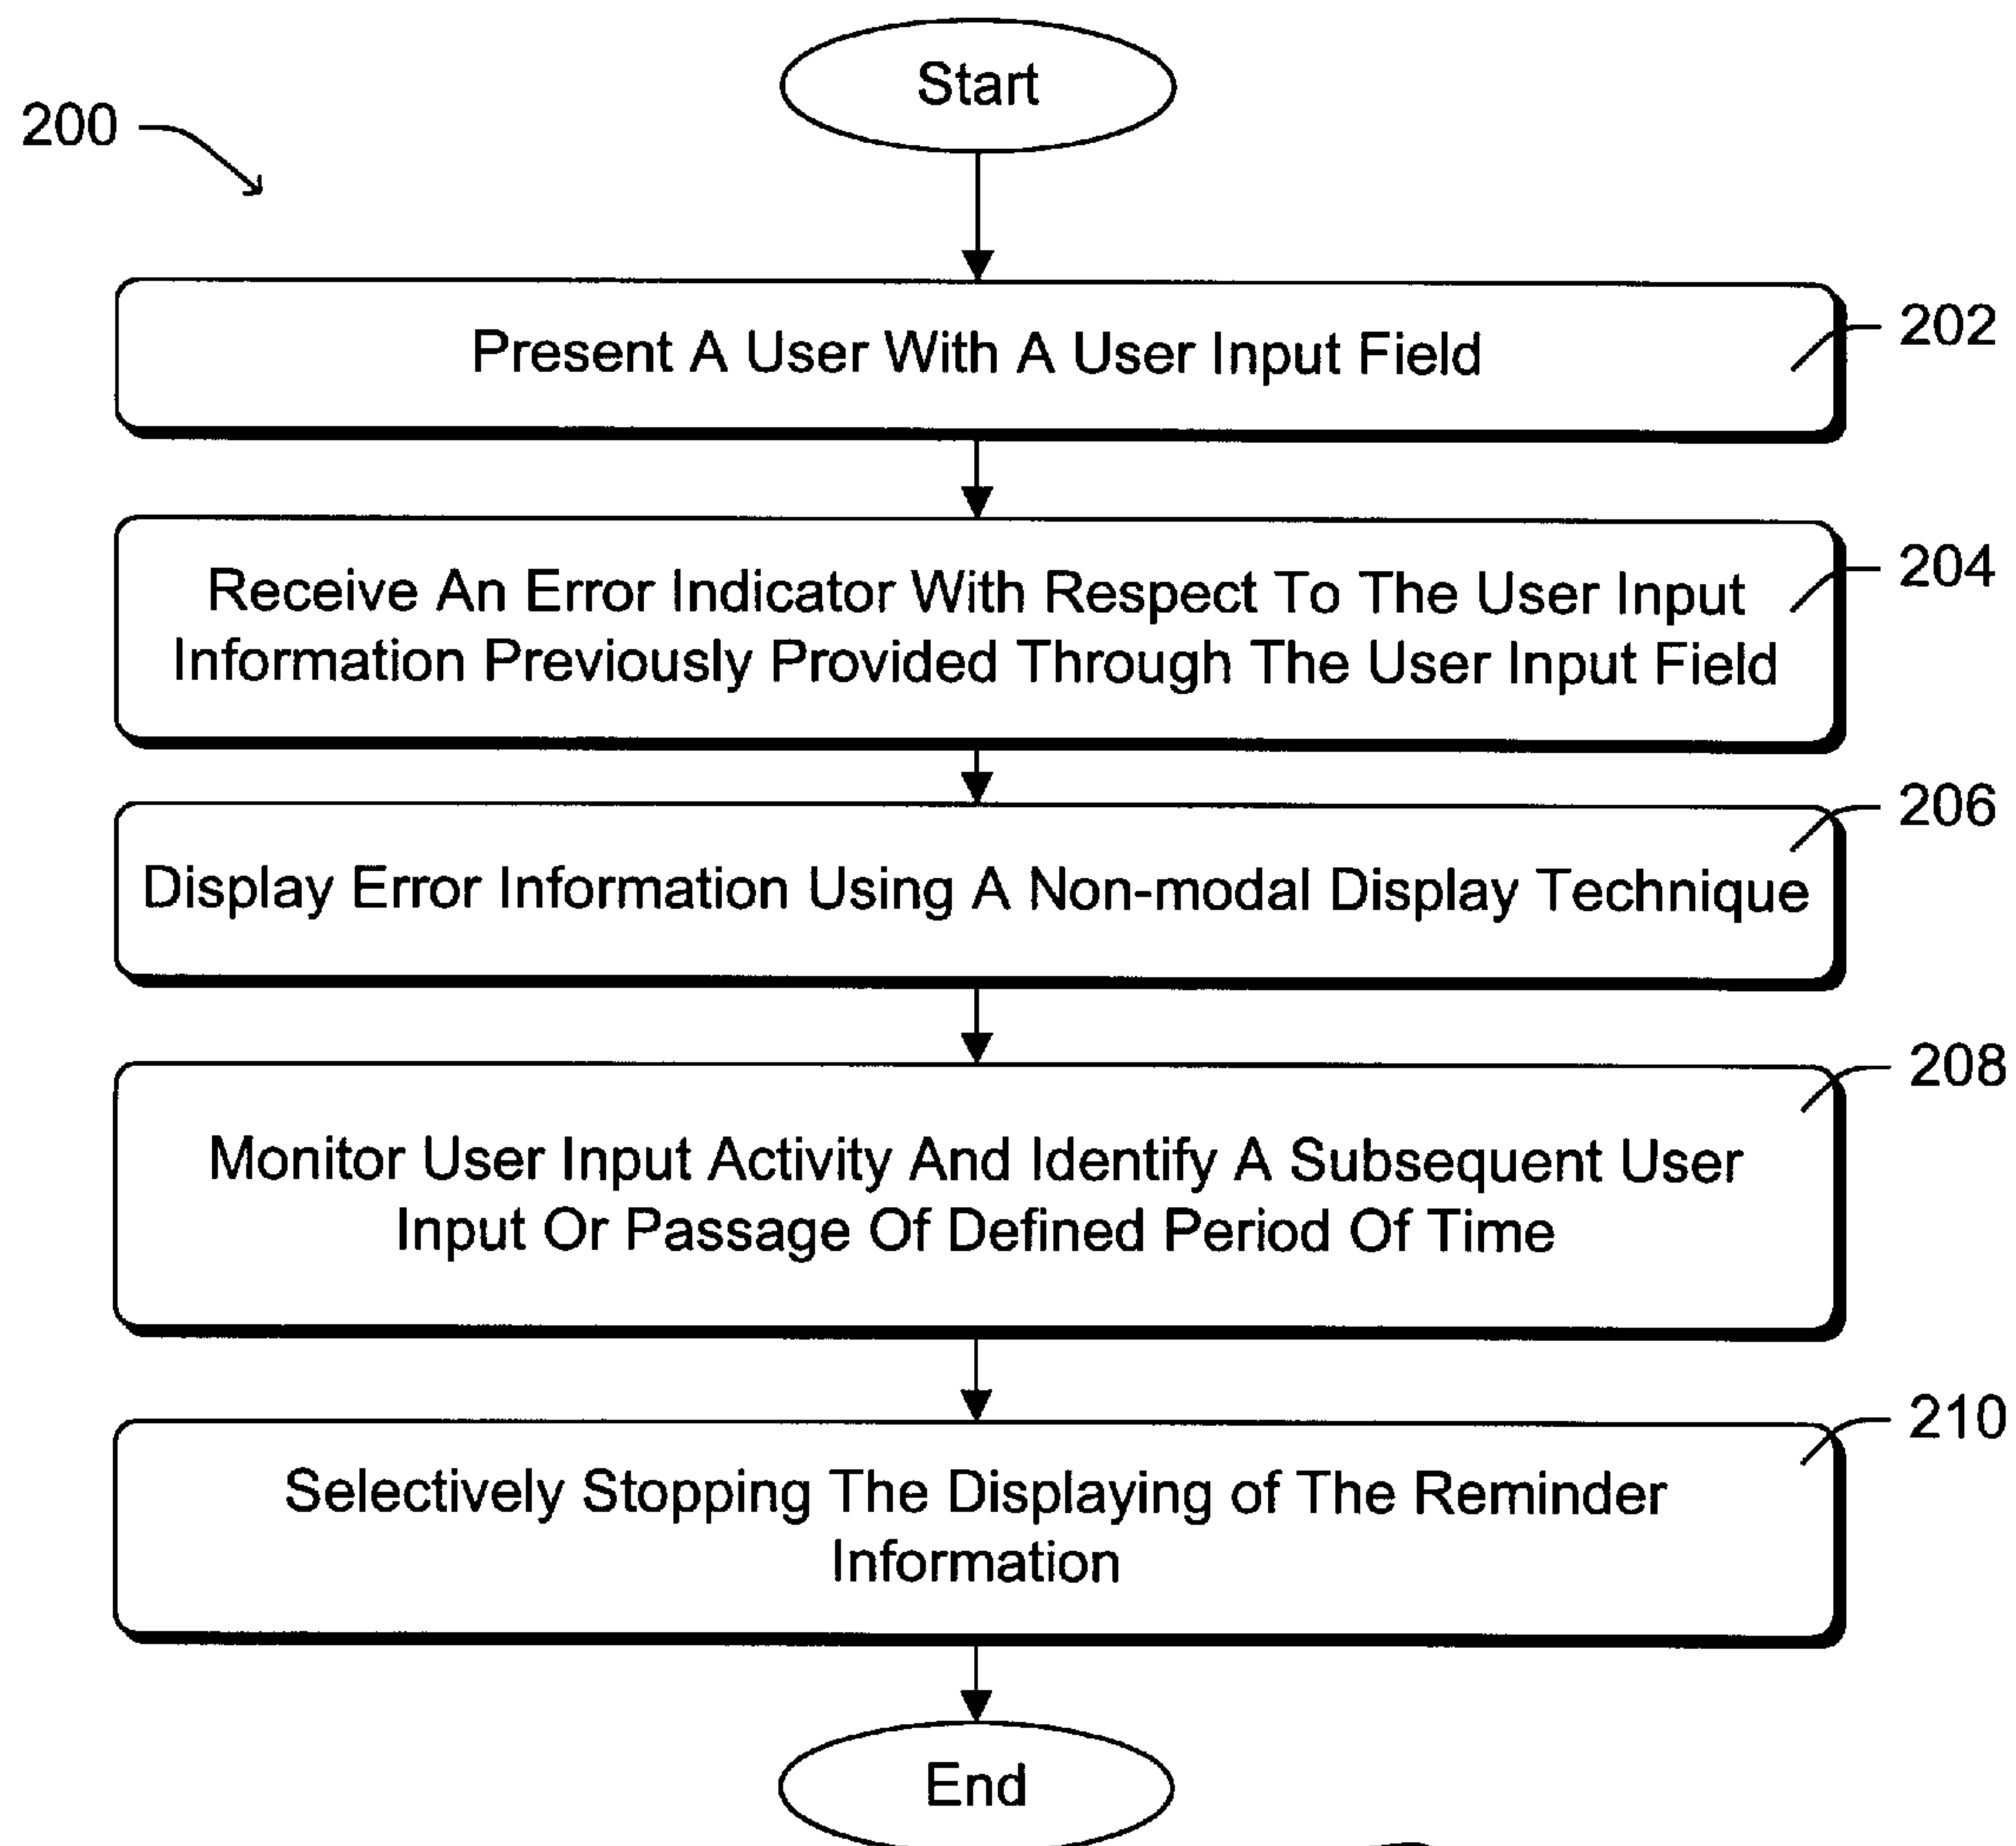 Start
200
Present A User With A User Input Field
202
Receive An Error Indicator With Respect To The User Input
Information Previously Provided Through The User Input Field
204
Display Error Information Using A Non-modal Display Technique
206
Monitor User Input Activity And Identify A Subsequent User
Input Or Passage Of Defined Period Of Time
208
Selectively Stopping The Displaying of The Reminder
Information
210
End